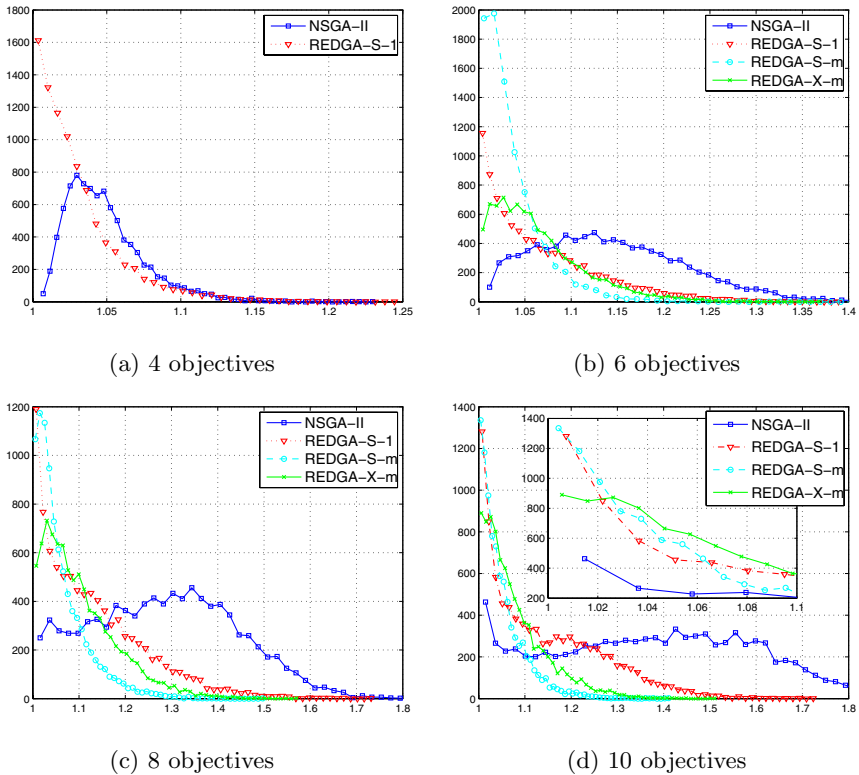 1800
1600
1400
1200
1000
800
600
400
200
0
1 1.05 1.1 1.15 1.2 1.25
NSGA-II
REDGA-S-1
(a) 4 objectives
2000
1800
1600
1400
1200
1000
800
600
400
200
0
1 1.05 1.1 1.15 1.2 1.25 1.3 1.35 1.4
NSGA-II
REDGA-S-1
REDGA-S-m
REDGA-X-m
(b) 6 objectives
1200
1000
800
600
400
200
0
1 1.1 1.2 1.3 1.4 1.5 1.6 1.7 1.8
NSGA-II
REDGA-S-1
REDGA-S-m
REDGA-X-m
(c) 8 objectives
1400
1200
1000
800
600
400
200
0
1 1.1 1.2 1.3 1.4 1.5 1.6 1.7 1.8
1400
1200
1000
800
600
400
200
1 1.02 1.04 1.06 1.08 1.1
NSGA-II
REDGA-S-1
REDGA-S-m
REDGA-X-m
(d) 10 objectives